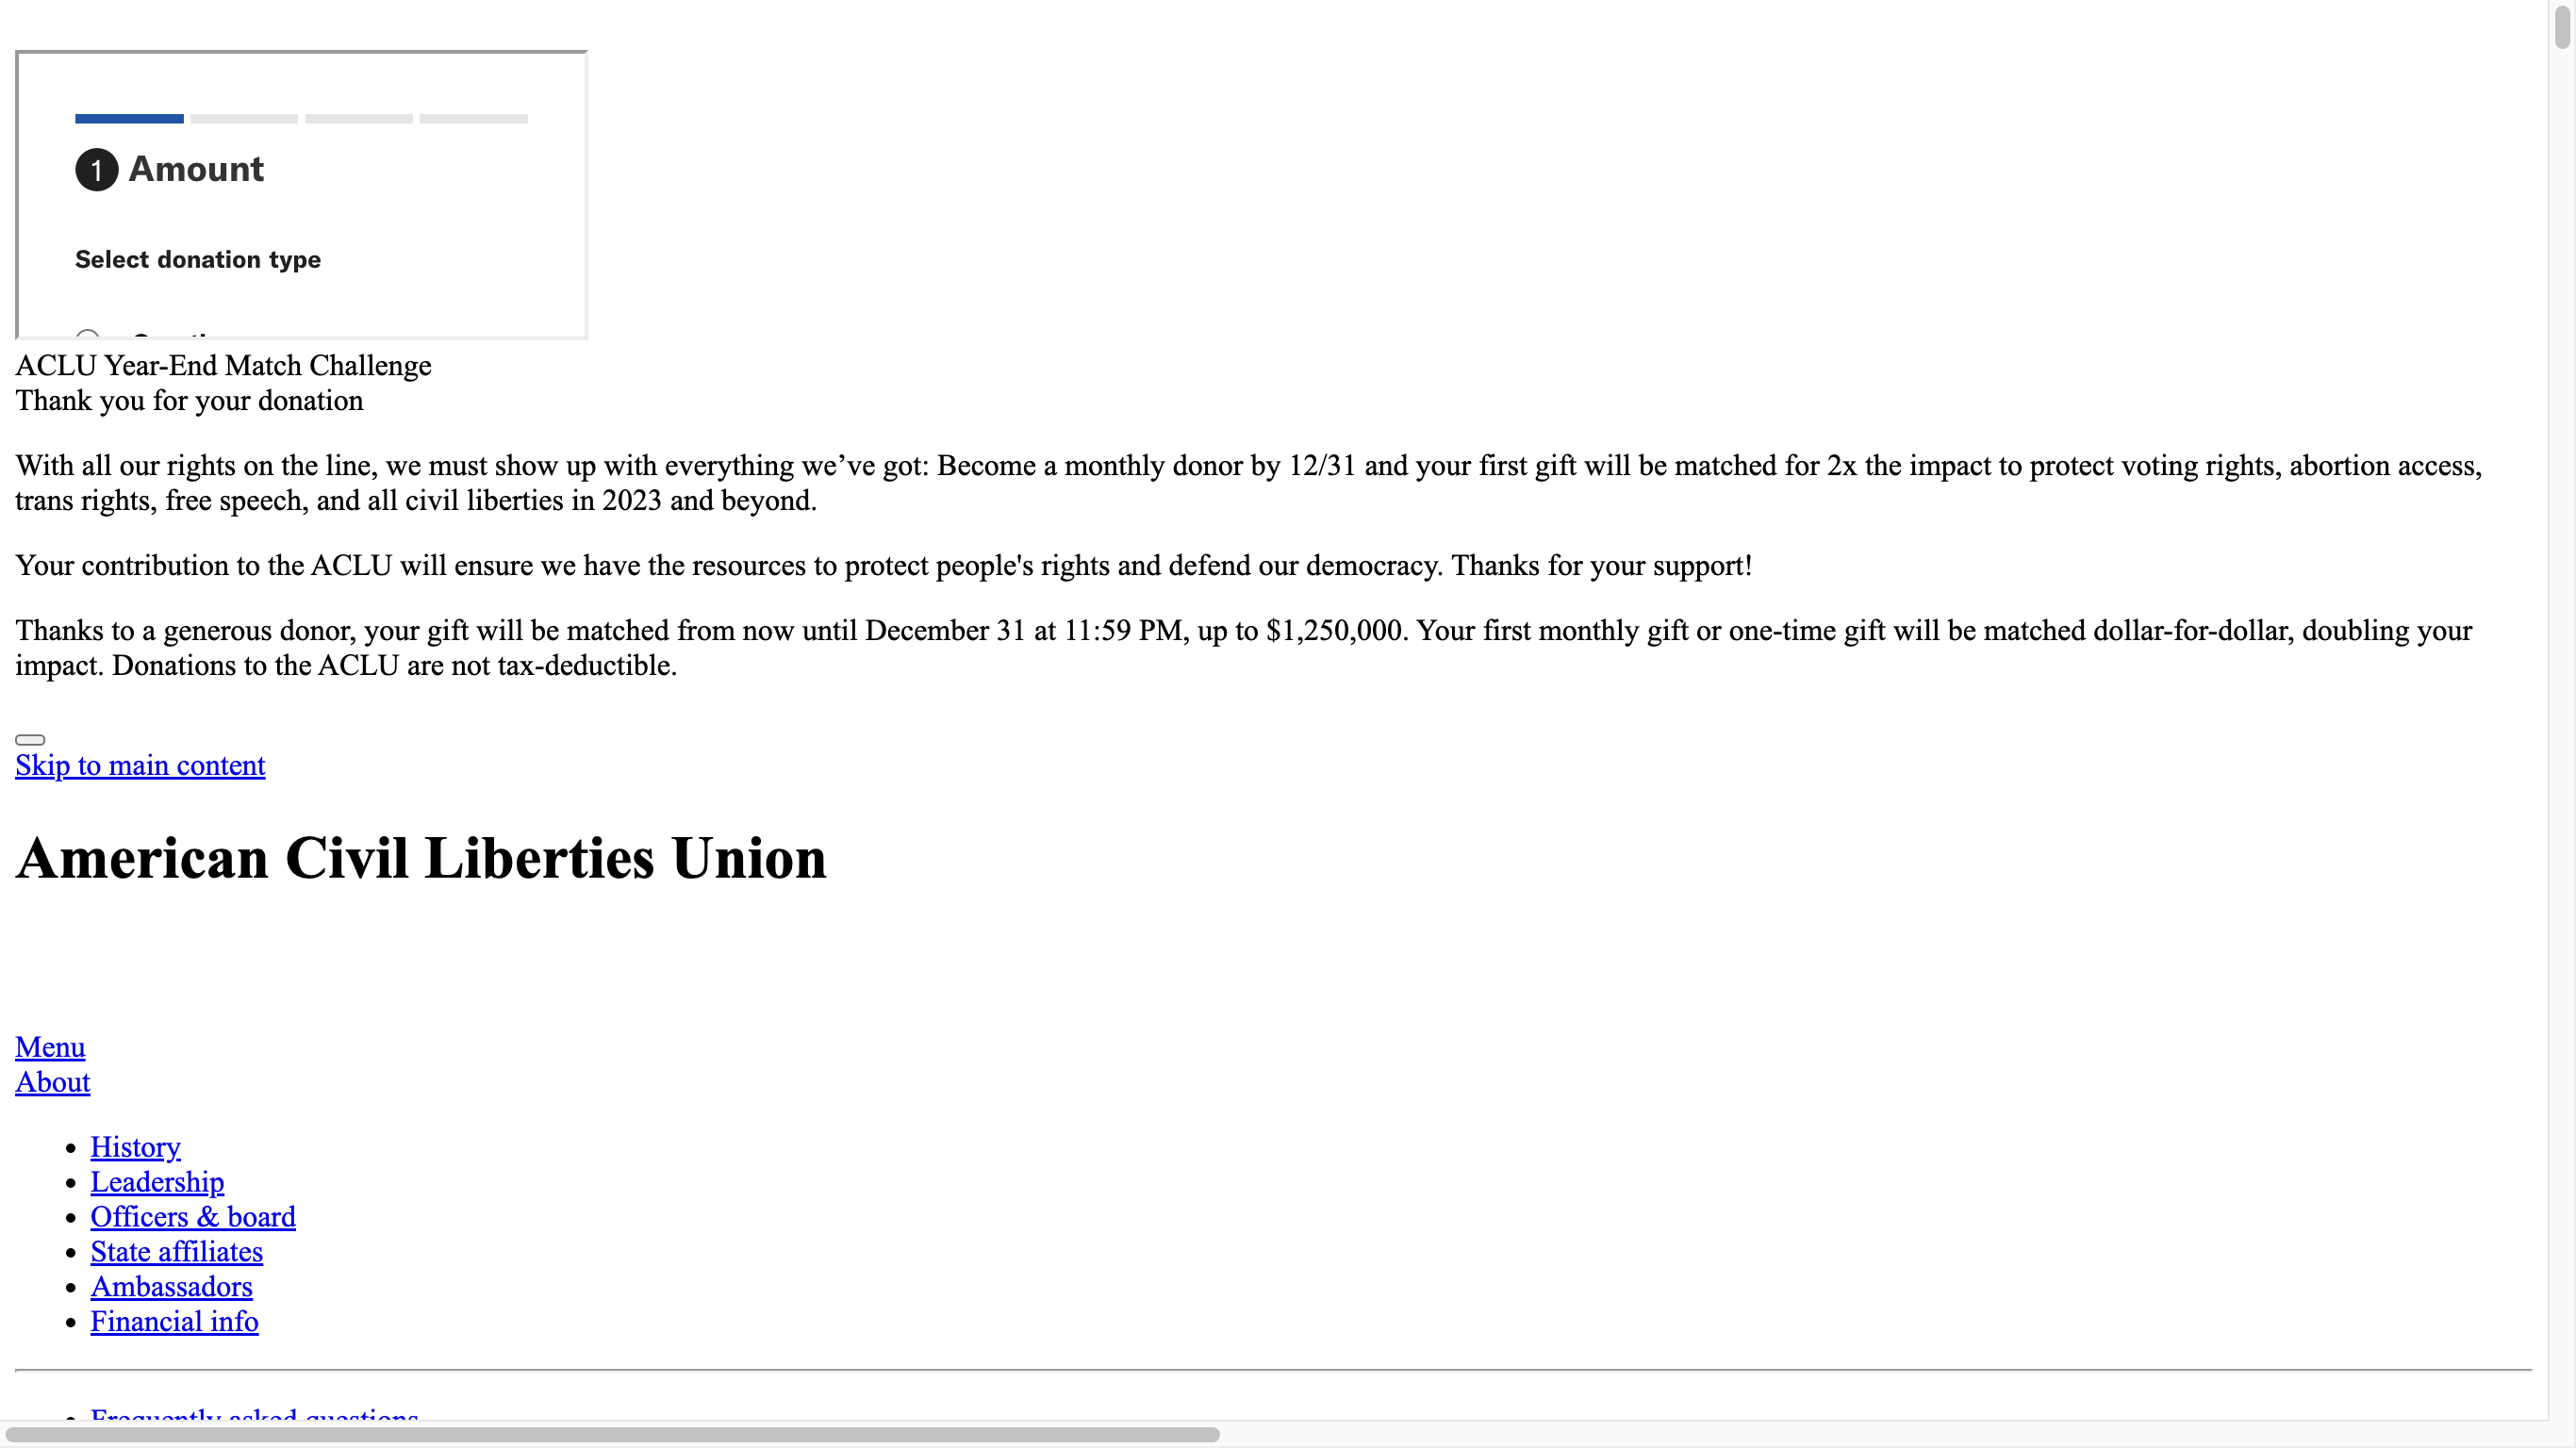 1 Amount
Select donation type
ACLU Year-End Match Challenge
Thank you for your donation
With all our rights on the line, we must show up with everything we’ve got: Become a monthly donor by 12/31 and your first gift will be matched for 2x the impact to protect voting rights, abortion access,
trans rights, free speech, and all civil liberties in 2023 and beyond.
Your contribution to the ACLU will ensure we have the resources to protect people's rights and defend our democracy. Thanks for your support!
Thanks to a generous donor, your gift will be matched from now until December 31 at 11:59 PM, up to $1,250,000. Your first monthly gift or one-time gift will be matched dollar-for-dollar, doubling your
impact. Donations to the ACLU are not tax-deductible.
Skip to main content
American Civil Liberties Union
Menu
About
History
Leadership
Officers & board
State affiliates
Ambassadors
Financial info
Frequently asked questions